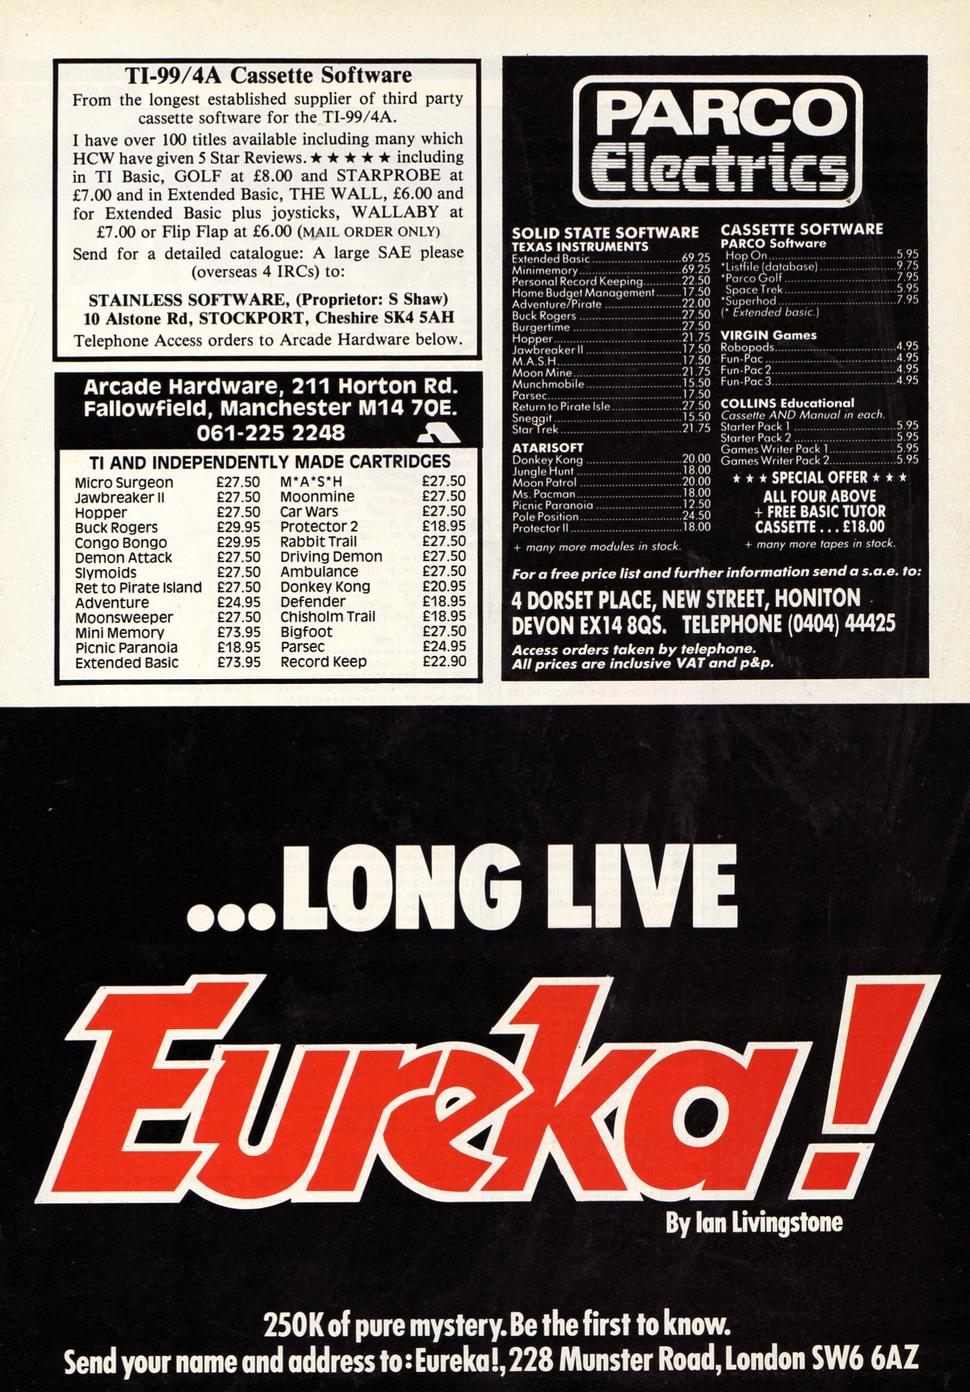 TI-99/4A Cassette Software
From the longest established supplier of third party
cassette software for the TI-99/4A.
I have over 100 titles available including many which
HCW have given 5 Star Reviews. ★ ★ ★ ★ ★ including
in TI Basic, GOLF at £8.00 and STARPROBE at
£7.00 and in Extended Basic, THE WALL, £6.00 and
for Extended Basic plus joysticks, WALLABY at
£7.00 or Flip Flap at £6.00 (MAIL ORDER ONLY)
Send for a detailed catalogue: A large SAE please
(overseas 4 IRCs) to:
STAINLESS SOFTWARE, (Proprietor: S Shaw)
10 Alstone Rd, STOCKPORT, Cheshire SK4 5AH
Telephone Access orders to Arcade Hardware below.
Arcade Hardware, 211 Horton Rd.
Fallowfield, Manchester M14 7QE.
061-225 2248
TI AND INDEPENDENTLY MADE CARTRIDGES
Micro Surgeon £27.50 M*A*S*H £27.50
Jawbreaker II £27.50 Moonmine £27.50
Hopper £27.50 Car Wars £27.50
Buck Rogers £29.95 Protector 2 £18.95
Congo Bongo £29.95 Rabbit Trail £27.50
Demon Attack £27.50 Driving Demon £27.50
Slymoids £27.50 Ambulance £27.50
Ret to Pirate Island £27.50 Donkey Kong £20.95
Adventure £24.95 Defender £18.95
Moonsweeper £27.50 Chisholm Trail £18.95
Mini Memory £73.95 Bigfoot £27.50
Picnic Paranoia £18.95 Parsec £24.95
Extended Basic £73.95 Record Keep £22.90
PARCO
Electrics
SOLID STATE SOFTWARE
TEXAS INSTRUMENTS
Extended Basic 69.25
Minimemory 69.25
Personal Record Keeping 22.50
Home Budget Management 17.50
Adventure/Pirate 22.00
Buck Rogers 27.50
Burgertime 27.50
Hopper 21.75
Jawbreaker II 17.50
M.A.S.H. 17.50
Moon Mine 21.75
Munchmobile 15.50
Parsec 17.50
Return to Pirate Isle 27.50
Sneggit 15.50
Star Trek 21.75
ATARISOFT
Donkey Kong 20.00
Jungle Hunt 18.00
Moon Patrol 20.00
Ms. Pacman 18.00
Picnic Paranoia 12.50
Pole Position 24.50
Protector II 18.00
+ many more modules in stock.
CASSETTE SOFTWARE
PARCO Software
Hop On 5.95
*Listfile (database) 9.75
*Parco Golf 7.95
Space Trek 5.95
*Superhod 7.95
(* Extended basic.)
VIRGIN Games
Robopods 4.95
Fun-Pac 4.95
Fun-Pac 2 4.95
Fun-Pac 3 4.95
COLLINS Educational
Cassette AND Manual in each.
Starter Pack 1 5.95
Starter Pack 2 5.95
Games Writer Pack 1 5.95
Games Writer Pack 2 5.95
★ ★ ★ SPECIAL OFFER ★ ★ ★
ALL FOUR ABOVE
+ FREE BASIC TUTOR
CASSETTE . . . £18.00
+ many more tapes in stock.
For a free price list and further information send a s.a.e. to:
4 DORSET PLACE, NEW STREET, HONITON
DEVON EX14 8QS. TELEPHONE (0404) 44425
Access orders taken by telephone.
All prices are inclusive VAT and p&p.
...LONG LIVE
Eureka!
By Ian Livingstone
250K of pure mystery. Be the first to know.
Send your name and address to: Eureka!, 228 Munster Road, London SW6 6AZ